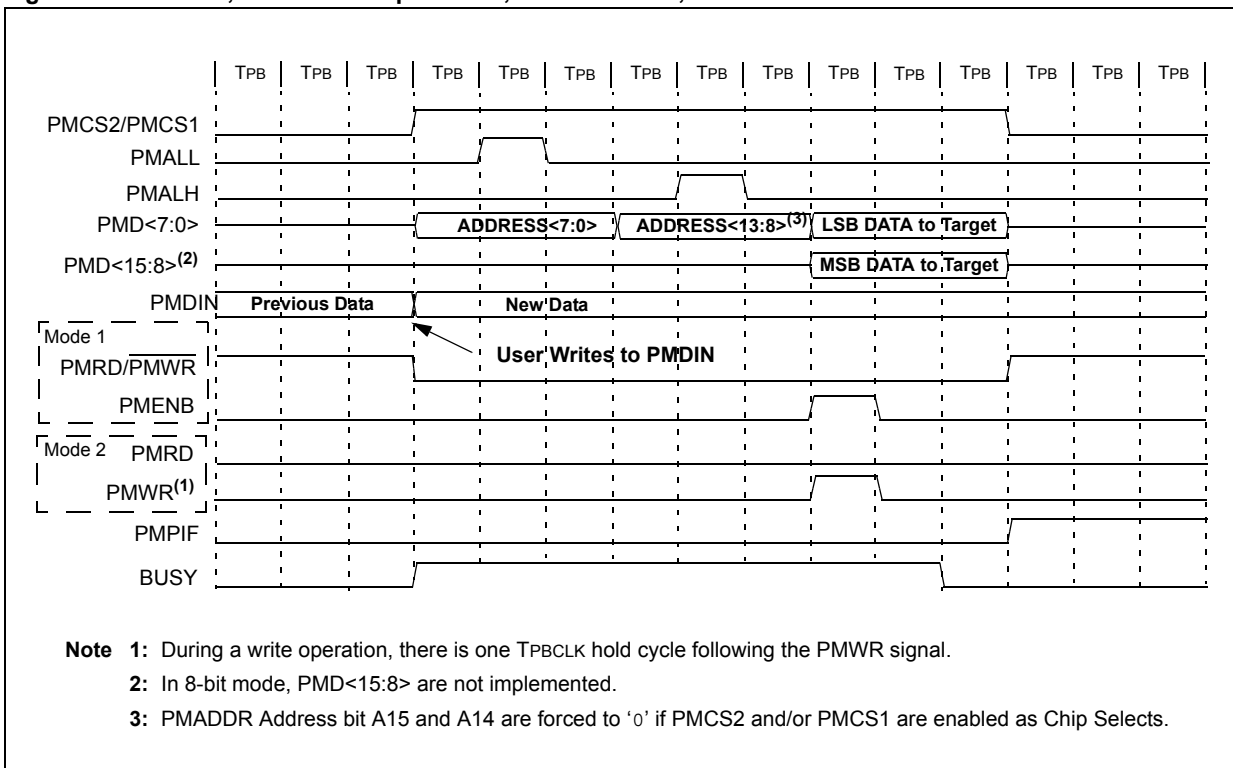 TPB TPB TPB TPB TPB TPB TPB TPB TPB TPB TPB TPB TPB TPB TPB
PMCS2/PMCS1
PMALL
PMALH
PMD<7:0> ADDRESS<7:0> ADDRESS<13:8>(3) LSB DATA to Target
PMD<15:8>(2) MSB DATA to Target
PMDIN Previous Data New Data
Mode 1
User Writes to PMDIN
PMRD/PMWR
PMENB
Mode 2 PMRD
PMWR(1)
PMPIF
BUSY
Note 1: During a write operation, there is one TPBCLK hold cycle following the PMWR signal.
2: In 8-bit mode, PMD<15:8> are not implemented.
3: PMADDR Address bit A15 and A14 are forced to ‘0’ if PMCS2 and/or PMCS1 are enabled as Chip Selects.